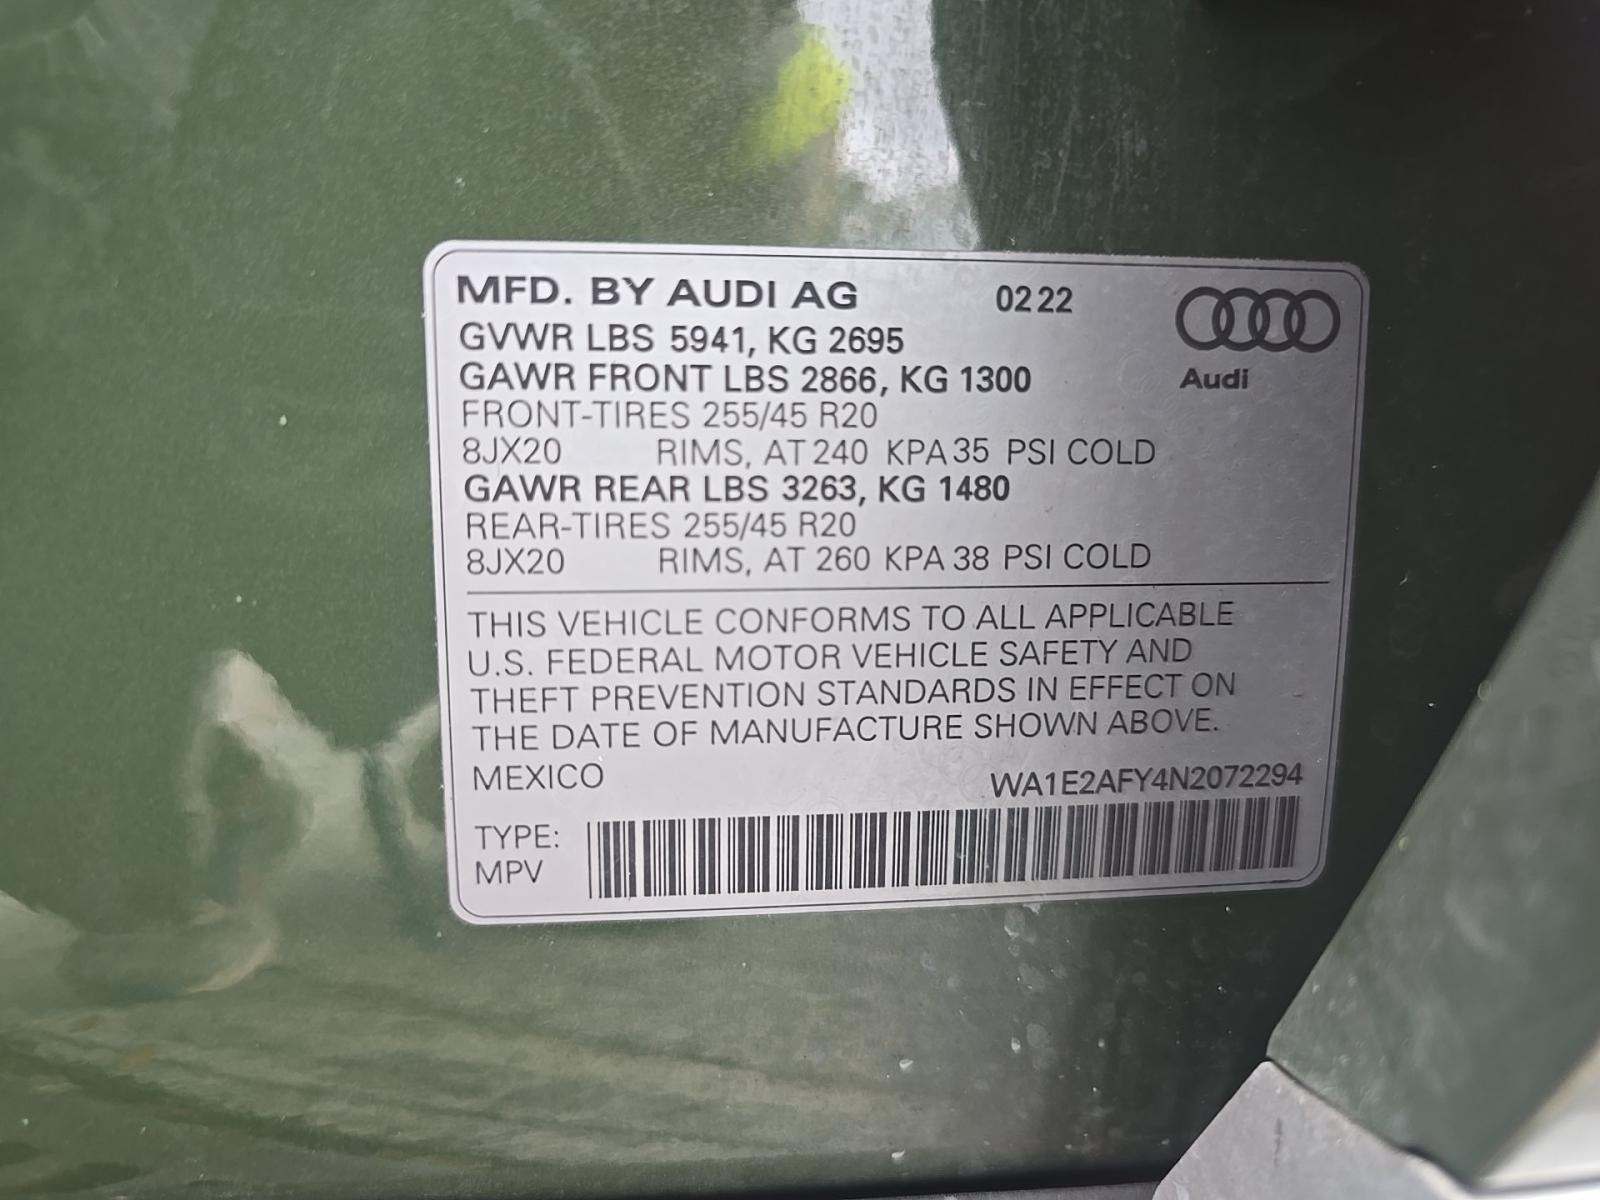 MFD. BY AUDI AG 0222
GVWR LBS 5941, KG 2695
GAWR FRONT LBS 2866, KG 1300
Audi
FRONT-TIRES 255/45 R20
8JX20 RIMS, AT 240 KPA 35 PSI COLD
GAWR REAR LBS 3263, KG 1480
REAR-TIRES 255/45 R20
8JX20 RIMS, AT 260 KPA 38 PSI COLD
THIS VEHICLE CONFORMS TO ALL APPLICABLE
U.S. FEDERAL MOTOR VEHICLE SAFETY AND
THEFT PREVENTION STANDARDS IN EFFECT ON
THE DATE OF MANUFACTURE SHOWN ABOVE.
MEXICO WA1E2AFY4N2072294
TYPE:
MPV